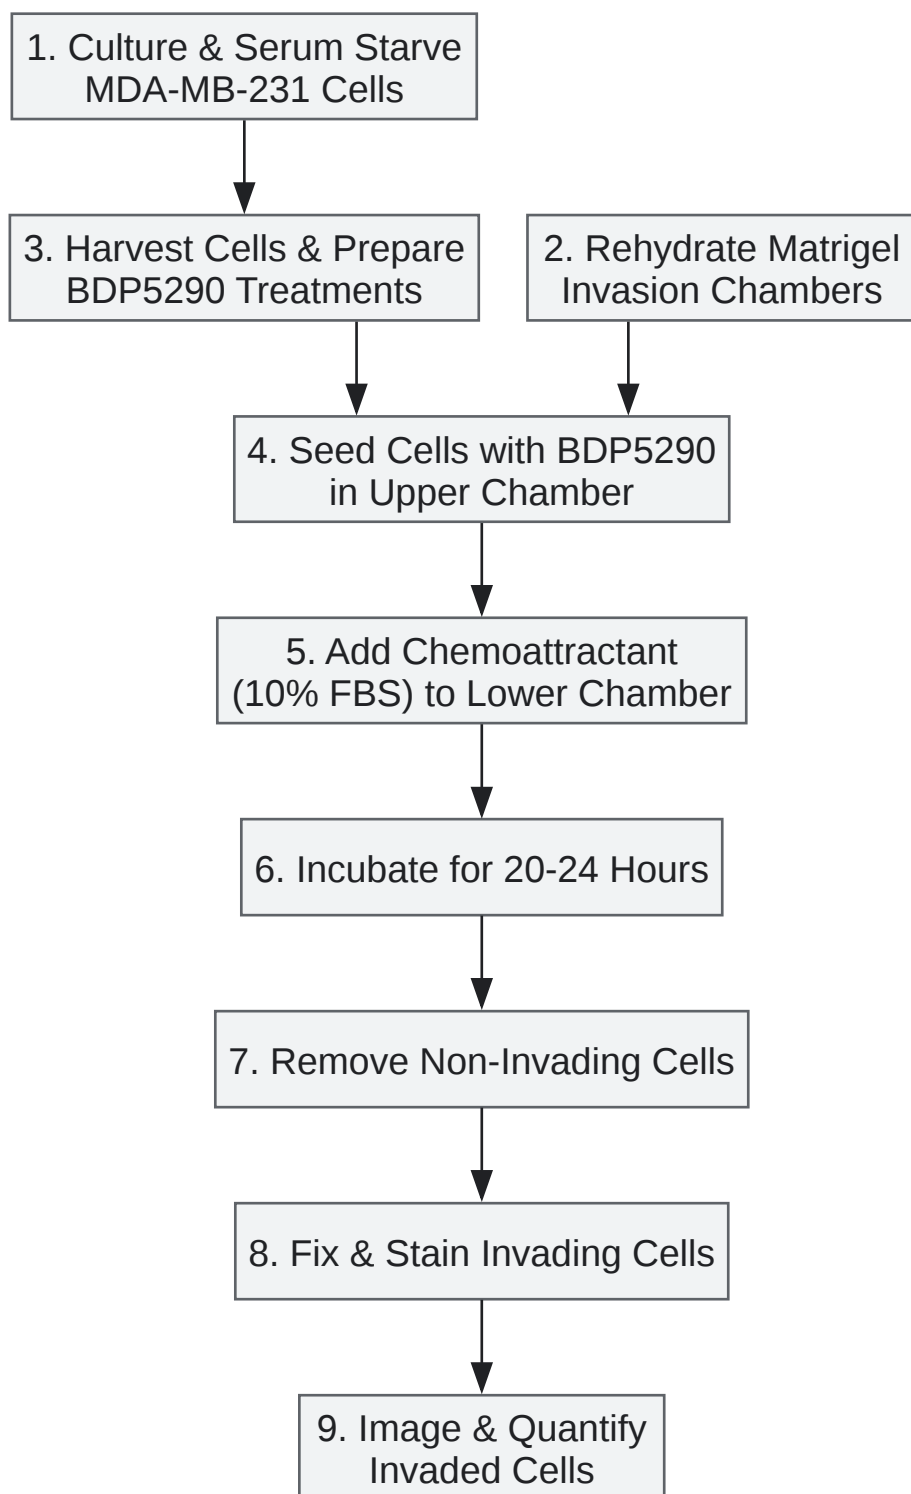 1. Culture & Serum Starve
MDA-MB-231 Cells
3. Harvest Cells & Prepare
BDP5290 Treatments
2. Rehydrate Matrigel
Invasion Chambers
4. Seed Cells with BDP5290
in Upper Chamber
5. Add Chemoattractant
(10% FBS) to Lower Chamber
6. Incubate for 20-24 Hours
7. Remove Non-Invading Cells
8. Fix & Stain Invading Cells
9. Image & Quantify
Invaded Cells